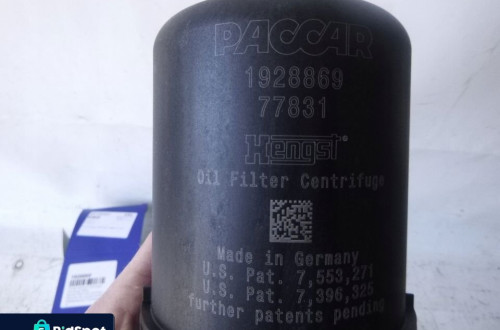 PACCAR
1928869
77831
Hengst
Oil Filter Centrifuge
Made in Germany
U.S. Pat. 7,553,271
U.S. Pat. 7,396,325
further patents pending
BidSpot